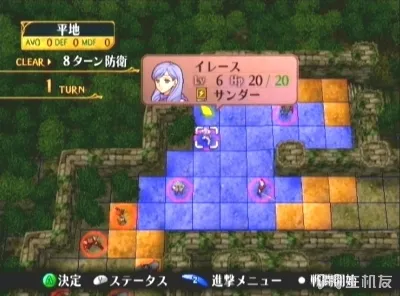 平地
AVO 0 DEF 0 MDF 0
CLEAR▶ 8ターン防衛
1 TURN
イレース
Lv 6 Hp 20/20
サンダー
決定 ステータス 進撃メニュー